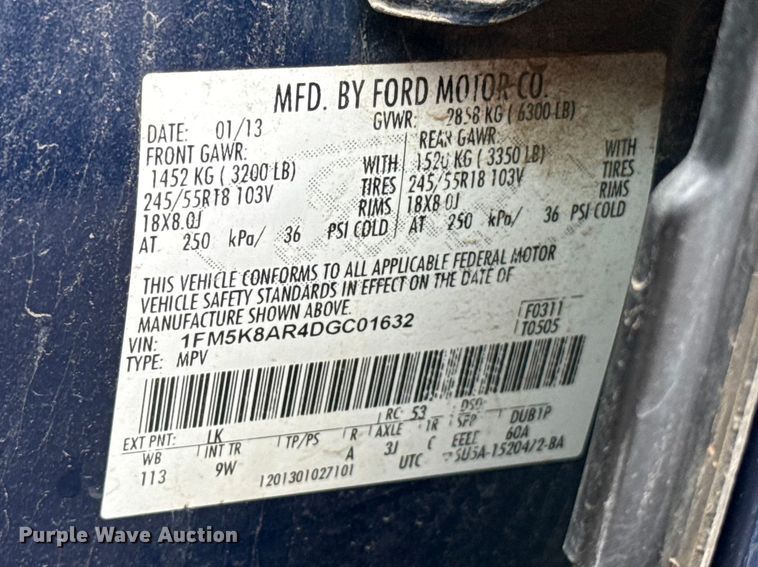 MFD. BY FORD MOTOR CO.
DATE: 01/13 GVWR: 2858 KG ( 6300 LB)
FRONT GAWR: REAR GAWR:
1452 KG ( 3200 LB) WITH 1520 KG ( 3350 LB) WITH
245/55R18 103V TIRES 245/55R18 103V TIRES
18X8.0J RIMS 18X8.0J RIMS
AT 250 kPa/ 36 PSI COLD AT 250 kPa/ 36 PSI COLD
THIS VEHICLE CONFORMS TO ALL APPLICABLE FEDERAL MOTOR
VEHICLE SAFETY STANDARDS IN EFFECT ON THE DATE OF
MANUFACTURE SHOWN ABOVE.
VIN: 1FM5K8AR4DGC01632 F0311
TYPE: MPV T0505
RC: 53 DSO:
EXT PNT: LK
WB INT TR TP/PS R AXLE TR SPP DUB1P
113 9W A 3J C EEEE 60A
1201301027101 UTC
Purple Wave Auction